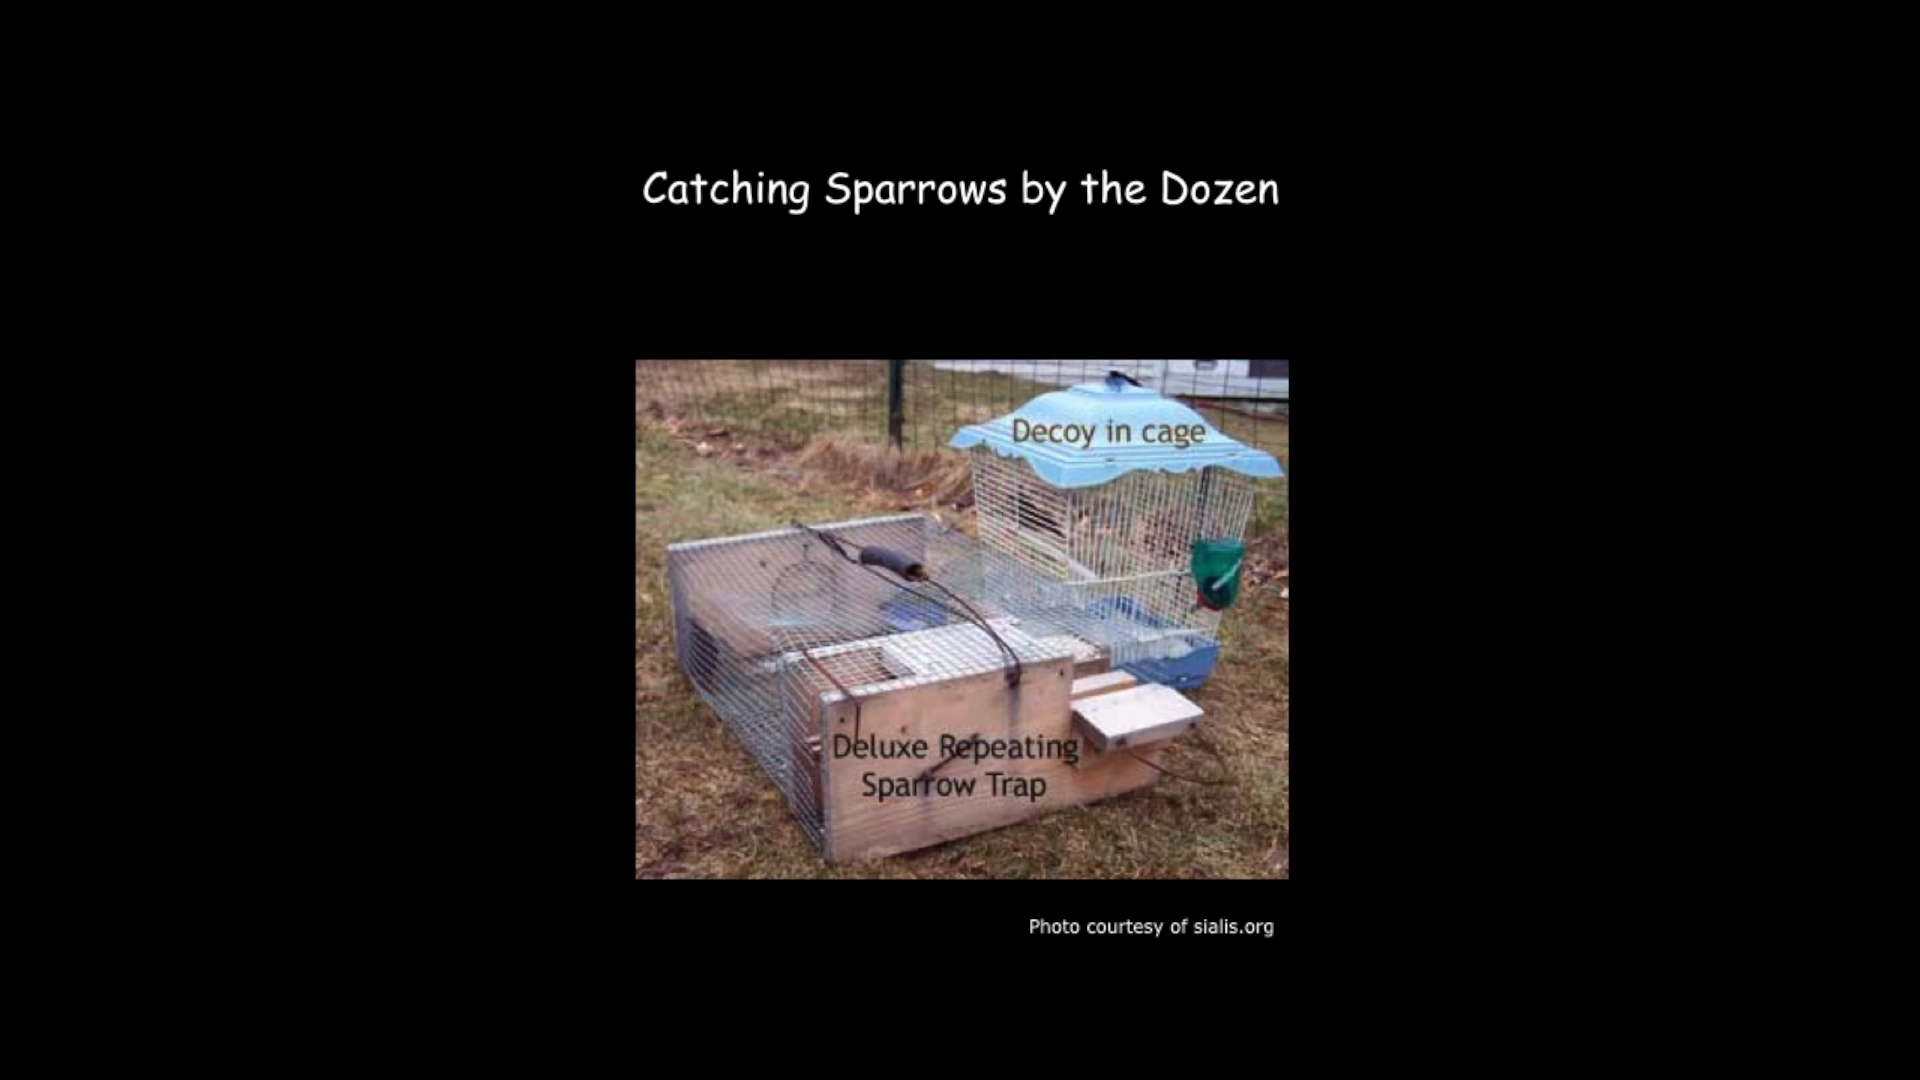 Catching Sparrows by the Dozen
Decoy in cage
Deluxe Repeating
Sparrow Trap
Photo courtesy of sialis.org